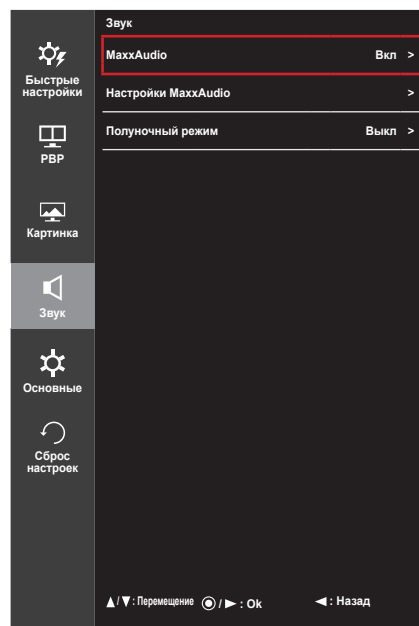 Звук
MaxxAudio Вкл >
Настройки MaxxAudio >
Полуночный режим Выкл >
Быстрые
настройки
PBP
Картинка
Звук
Основные
Сброс
настроек
▲/▼: Перемещение ◉/►: Ok ◄: Назад